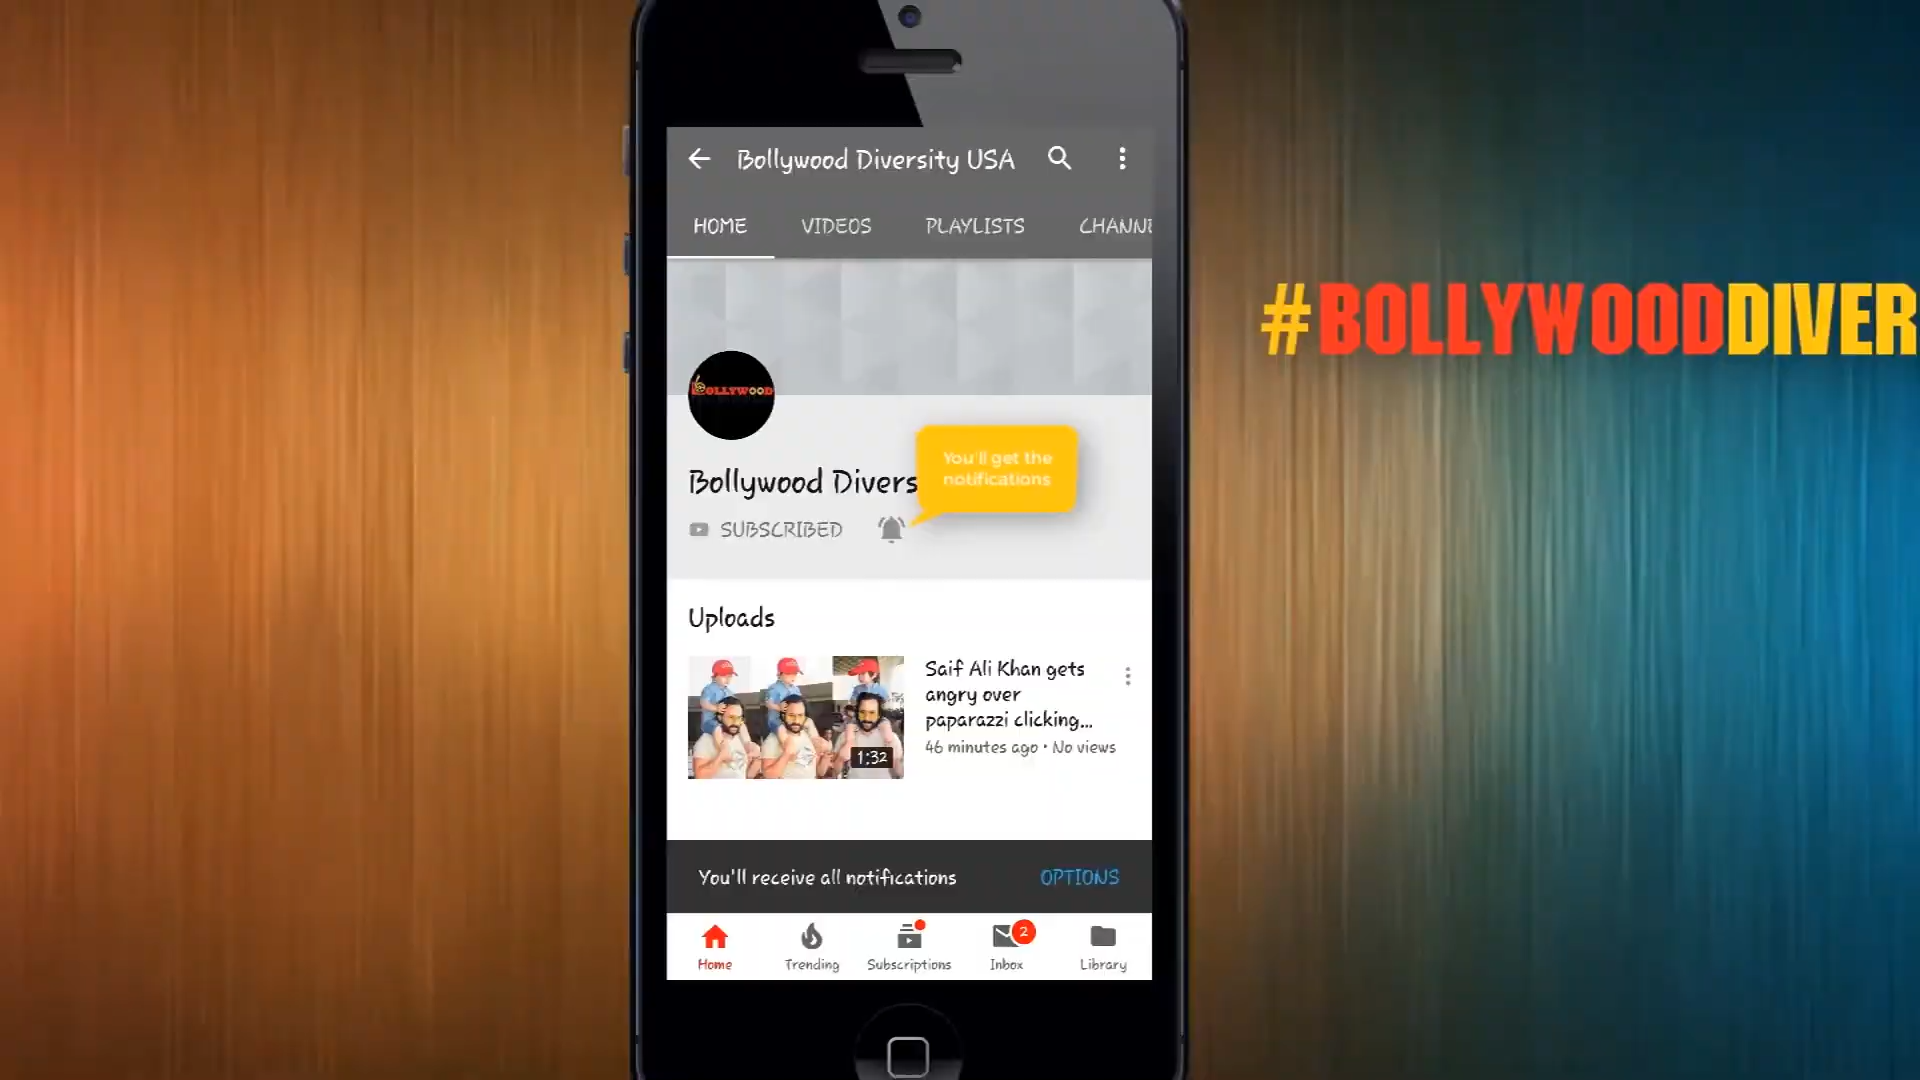 Bollywood Diversity USA
HOME VIDEOS PLAYLISTS CHANNE
#BOLLYWOODDIVER
BOLLYWOOD
You'll get the
notifications
Bollywood Divers
SUBSCRIBED
Uploads
Saif Ali Khan gets
angry over
paparazzi clicking...
46 minutes ago • No views
1:32
You'll receive all notifications OPTIONS
2
Home Trending Subscriptions Inbox Library